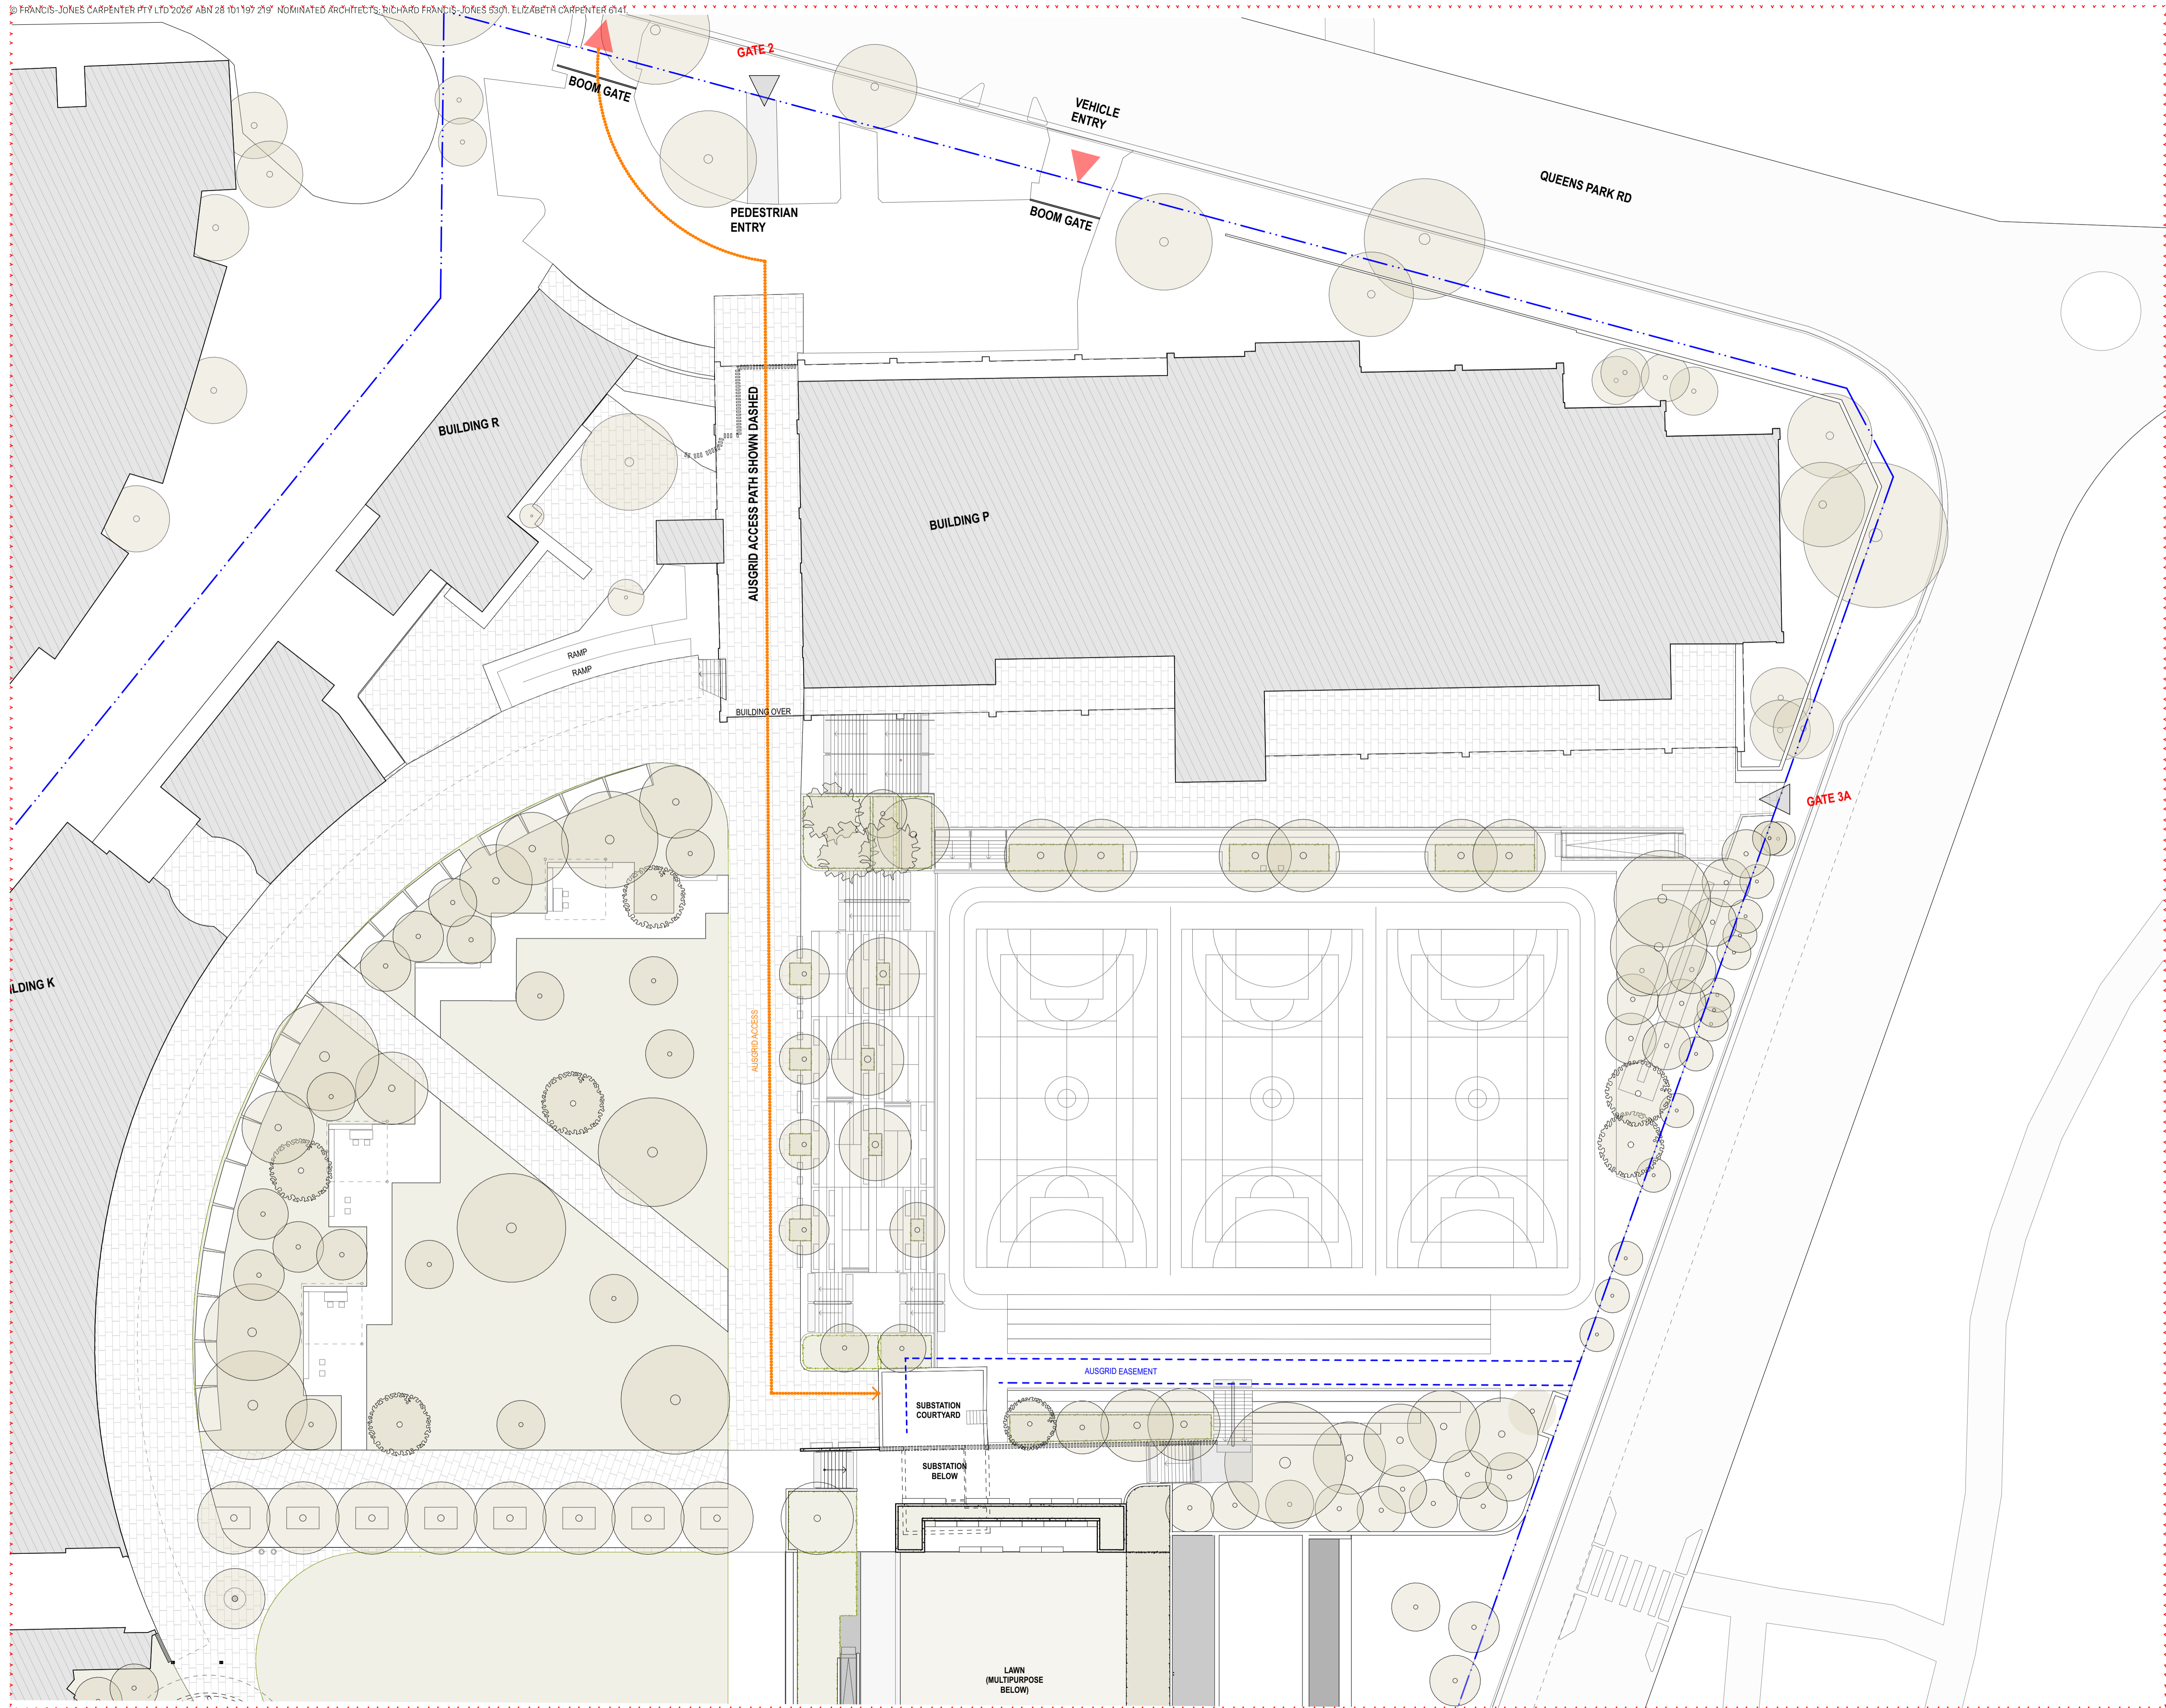 © FRANCIS-JONES CARPENTER PTY LTD 2026  ABN 28 101 197 219  NOMINATED ARCHITECTS: RICHARD FRANCIS-JONES 5301. ELIZABETH CARPENTER 6141.
GATE 2
BOOM GATE
VEHICLE
ENTRY
QUEENS PARK RD
PEDESTRIAN
ENTRY
BOOM GATE
BUILDING R
AUSGRID ACCESS PATH SHOWN DASHED
BUILDING P
RAMP
RAMP
BUILDING OVER
GATE 3A
ILDING K
AUSGRID ACCESS
AUSGRID EASEMENT
SUBSTATION
COURTYARD
SUBSTATION
BELOW
LAWN
(MULTIPURPOSE
BELOW)